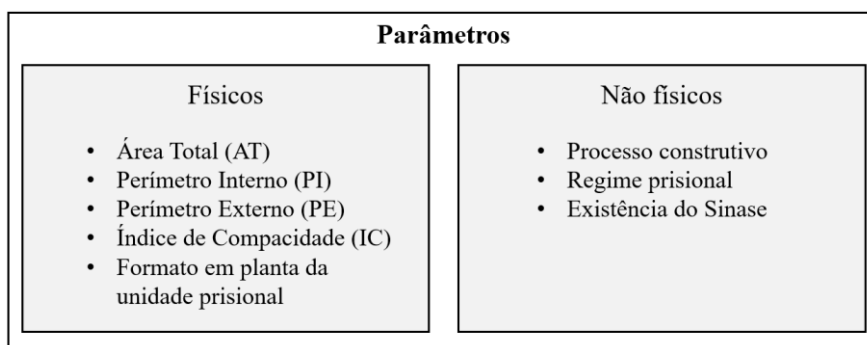 Parâmetros
Físicos
• Área Total (AT)
• Perímetro Interno (PI)
• Perímetro Externo (PE)
• Índice de Compacidade (IC)
• Formato em planta da
unidade prisional
Não físicos
• Processo construtivo
• Regime prisional
• Existência do Sinase